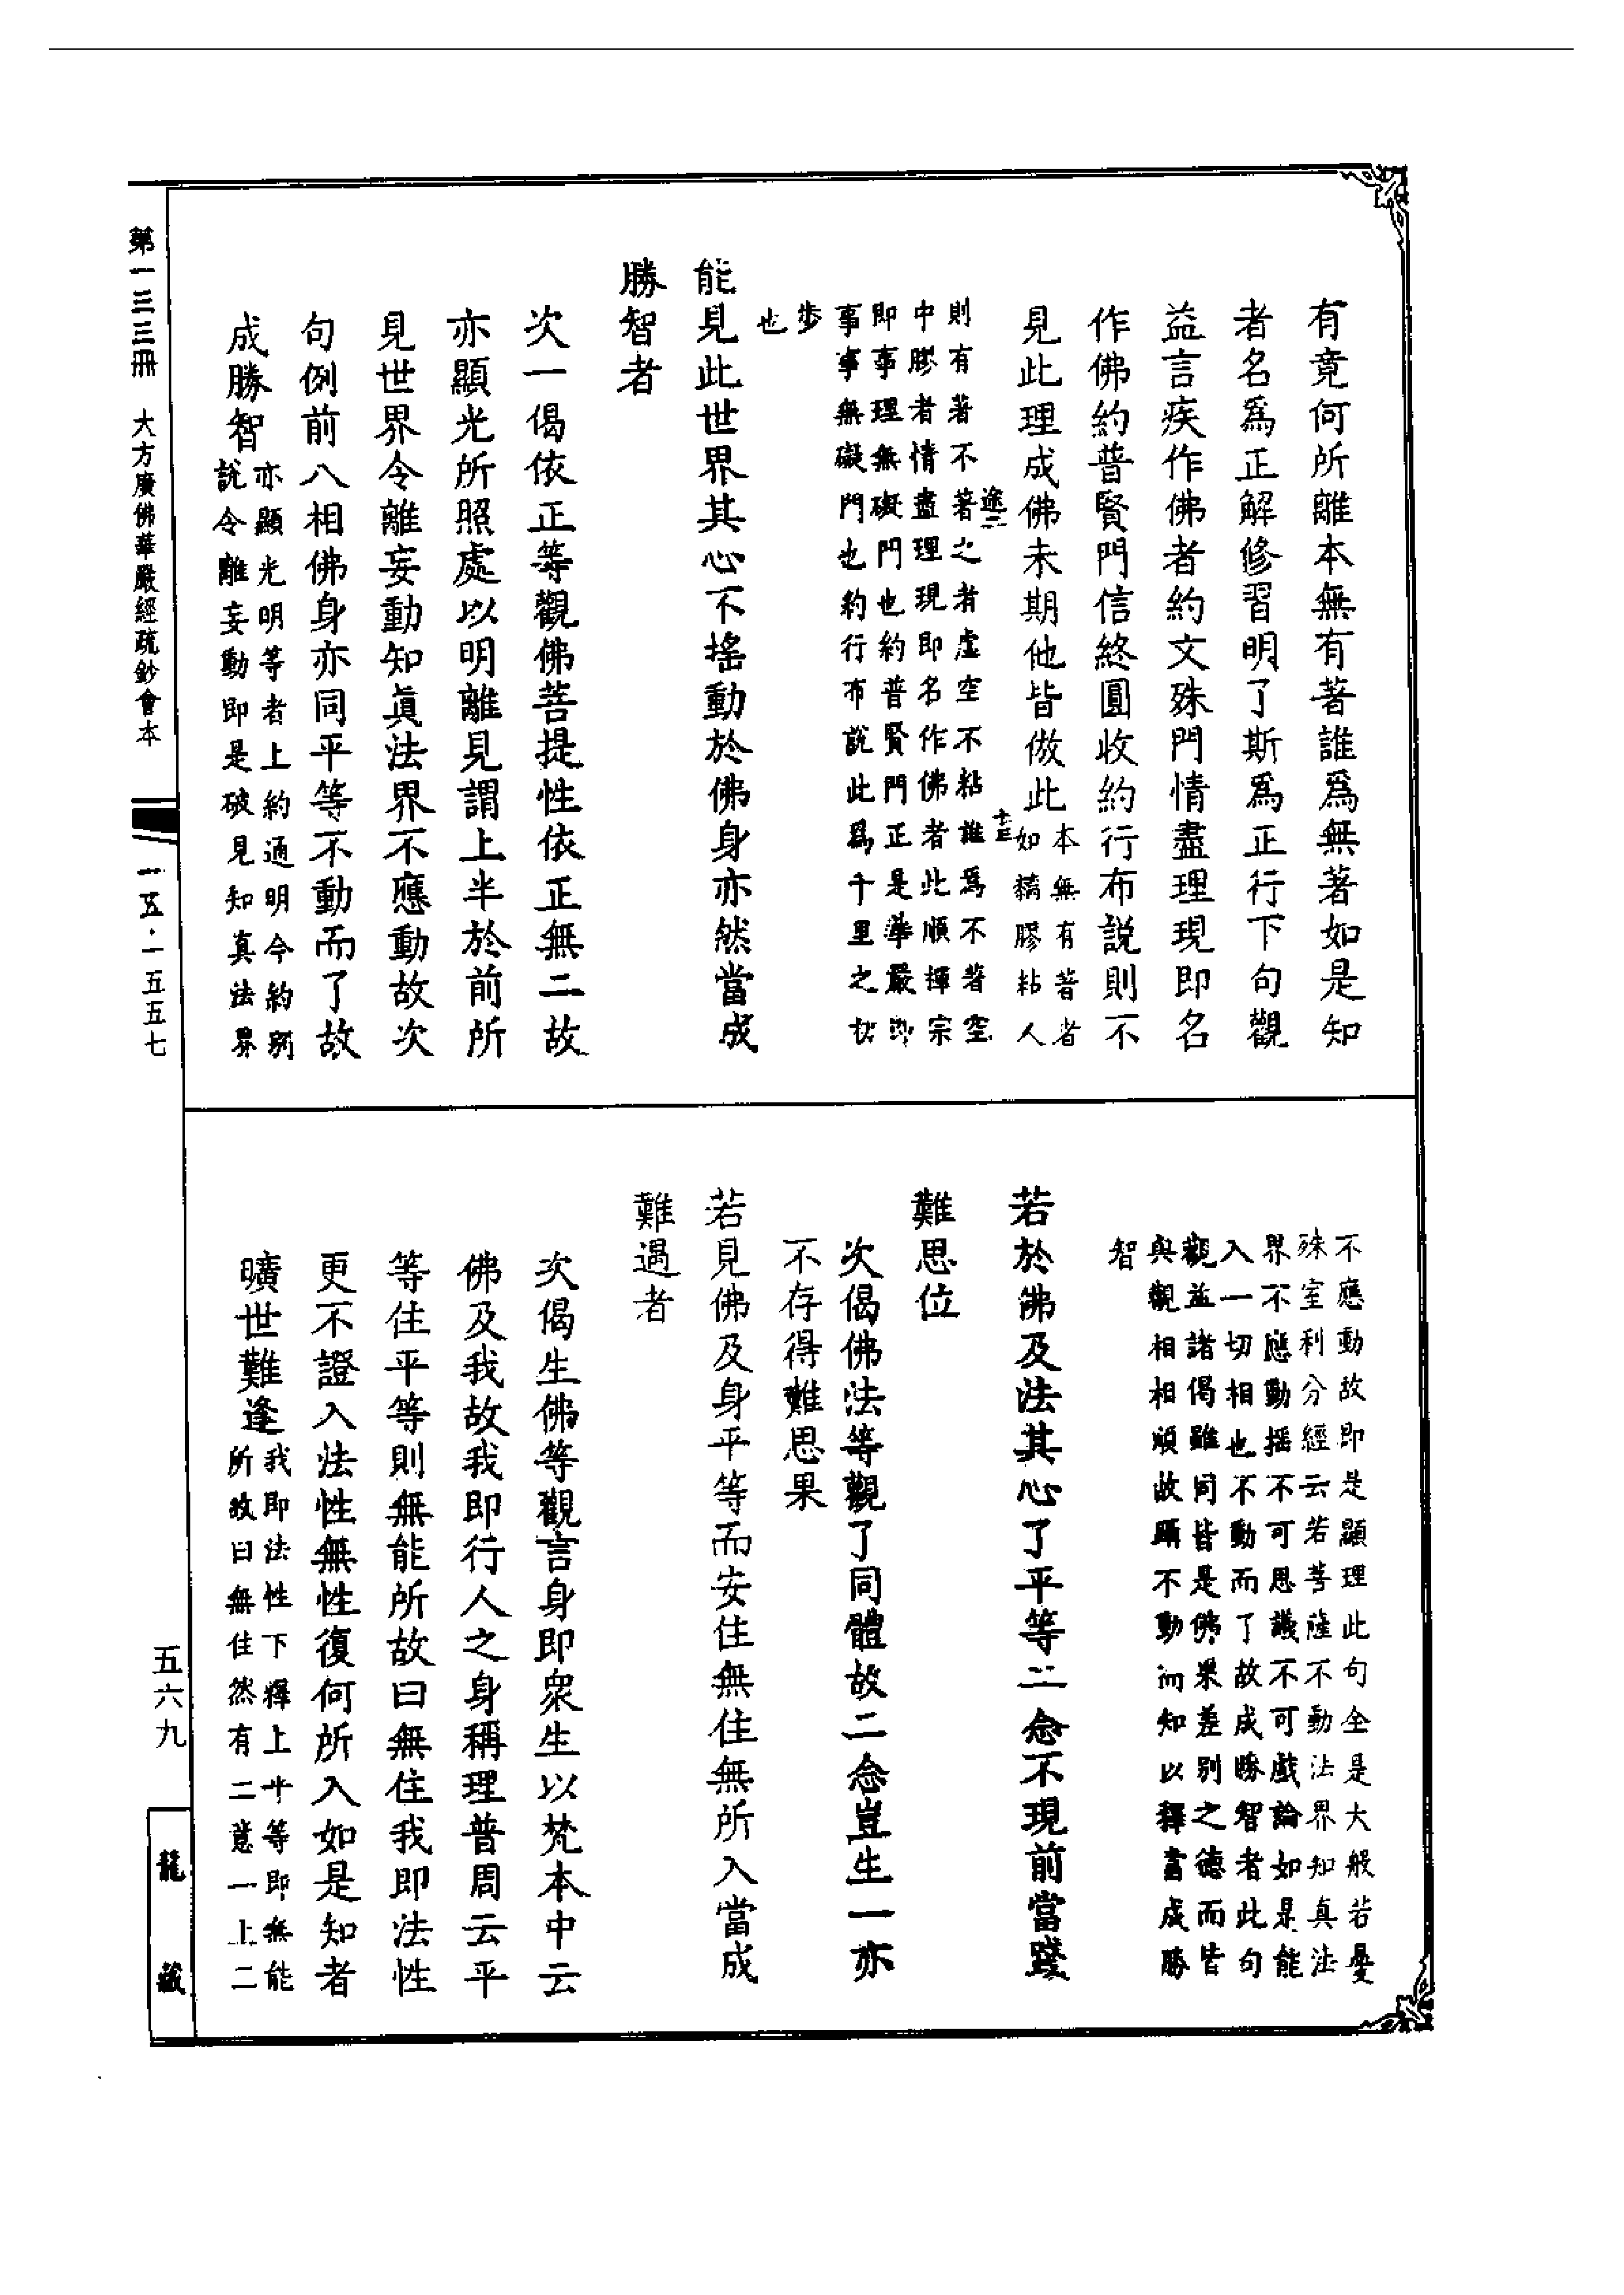 有竟何所離本無有著誰爲無著如是知
者名爲正解修習明了斯爲正行下句觀
益言疾作佛者約文殊門情盡理現即名
作佛約普賢門信終圓收約行布說則不
見此理成佛未期他皆倣此
本無有著者
如䊀膠粘人
途二
十二
則有著不著之者虛空不粘誰爲不著空
中膠者情盡理現即名作佛者此順禪宗
即事理無礙門也約普賢門正是華嚴即
事事無礙門也約行布說此爲千里之初
步
也
能見此世界其心不搖動於佛身亦然當成
勝智者
次一偈依正等觀佛菩提性依正無二故
亦顯光所照處以明離見謂上半於前所
見世界令離妄動知眞法界不應動故次
句例前八相佛身亦同平等不動而了故
成勝智
亦顯光明等者上約通明今約別
說令離妄動即是破見知真法界
不應動故即是顯理此句全是大般若曼
殊室利分經云若菩薩不動法界知真法
界不應動搖不可思議不可戲論如是能
入一切相也不動而了故成勝智者此句
觀益諸偈雖同皆是佛果差別之德而皆
與觀相相順故躡不動而知以釋當成勝
智
若於佛及法其心了平等二念不現前當踐
難思位
次偈佛法等觀了同體故二念豈生一亦
不存得難思果
若見佛及身平等而安住無住無所入當成
難遇者
次偈生佛等觀言身即衆生以梵本中云
佛及我故我即行人之身稱理普周云平
等住平等則無能所故曰無住我即法性
更不證入法性無性復何所入如是知者
曠世難逢
我即法性下釋上平等即無能
所故曰無住然有二意一上二
第一三三冊 大方廣佛華嚴經疏鈔會本
一五·一五五七
五六九
龍藏